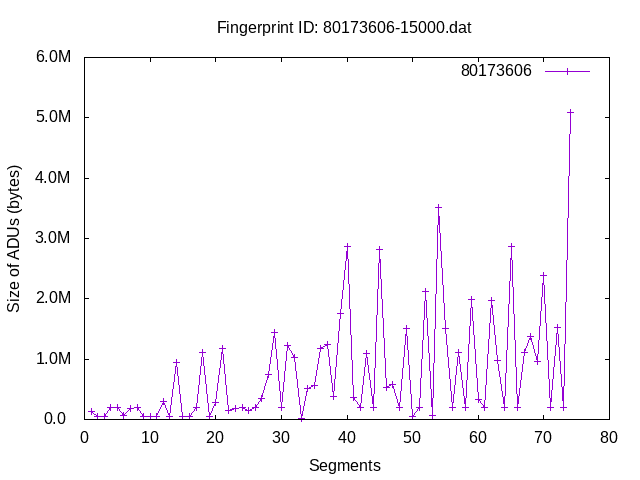 Fingerprint ID: 80173606-15000.dat
80173606
6.0M
5.0M
4.0M
3.0M
2.0M
1.0M
0.0
Size of ADUs (bytes)
0 10 20 30 40 50 60 70 80
Segments